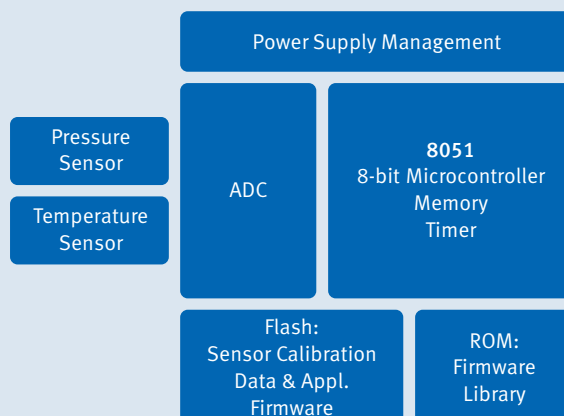 Power Supply Management
Pressure
Sensor
Temperature
Sensor
ADC
8051
8-bit Microcontroller
Memory
Timer
Flash:
Sensor Calibration
Data & Appl.
Firmware
ROM:
Firmware
Library